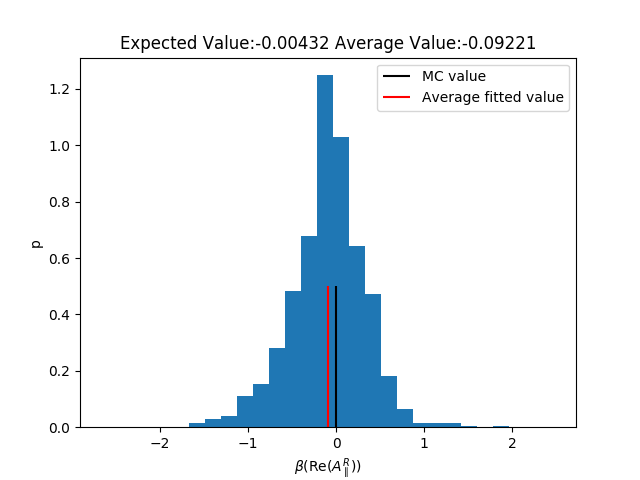 Expected Value:-0.00432 Average Value:-0.09221
MC value
Average fitted value
p
1.2
1.0
0.8
0.6
0.4
0.2
0.0
−2 −1 0 1 2
β(Re(A∥^R))